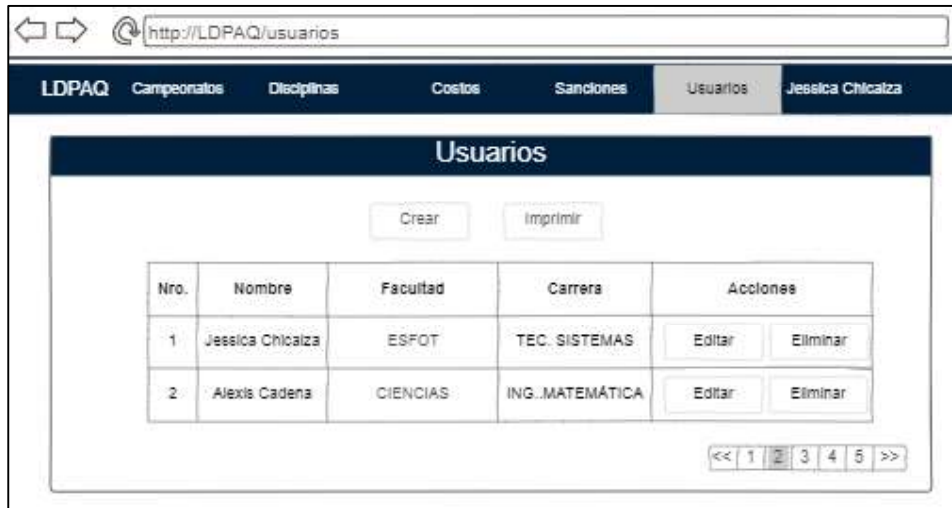 http://LDPAQ/usuarios
LDPAQ Campeonatos Disciplinas Costos Sanciones Usuarios Jessica Chicaiza
Usuarios
Crear Imprimir
Nro. Nombre Facultad Carrera Acciones
1 Jessica Chicaiza ESFOT TEC. SISTEMAS Editar Eliminar
2 Alexis Cadena CIENCIAS ING..MATEMÁTICA Editar Eliminar
<< 1 2 3 4 5 >>